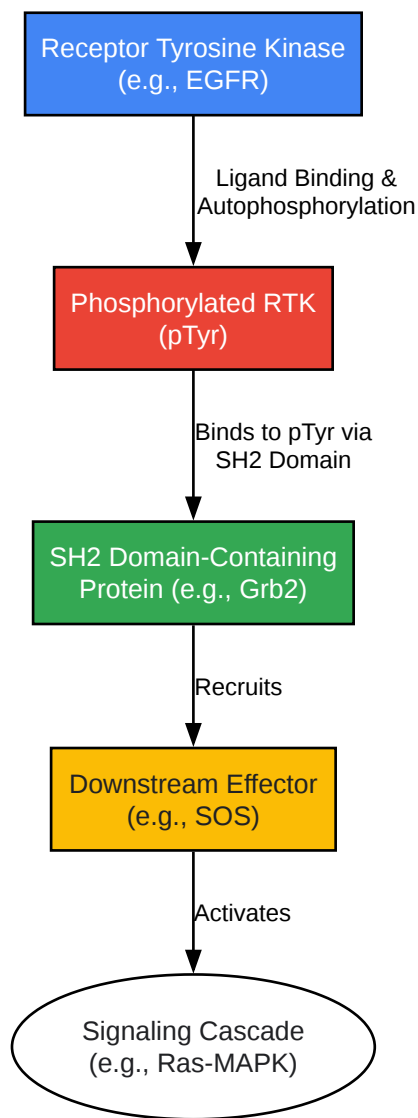 Receptor Tyrosine Kinase
(e.g., EGFR)
Ligand Binding &
Autophosphorylation
Phosphorylated RTK
(pTyr)
Binds to pTyr via
SH2 Domain
SH2 Domain-Containing
Protein (e.g., Grb2)
Recruits
Downstream Effector
(e.g., SOS)
Activates
Signaling Cascade
(e.g., Ras-MAPK)